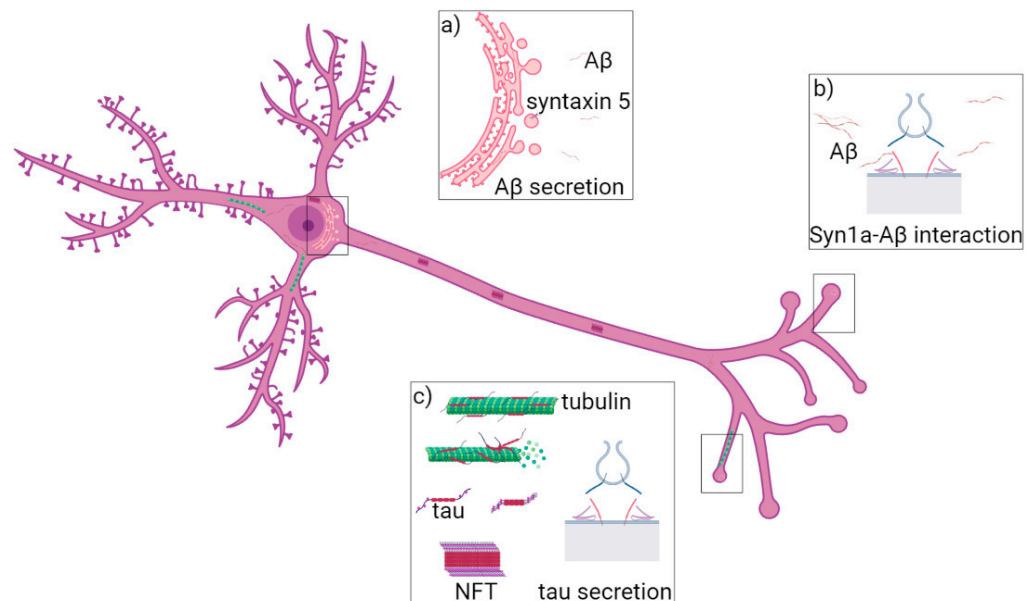 a)
Aβ
syntaxin 5
Aβ secretion
b)
Aβ
Syn1a-Aβ interaction
c)
tubulin
tau
NFT
tau secretion